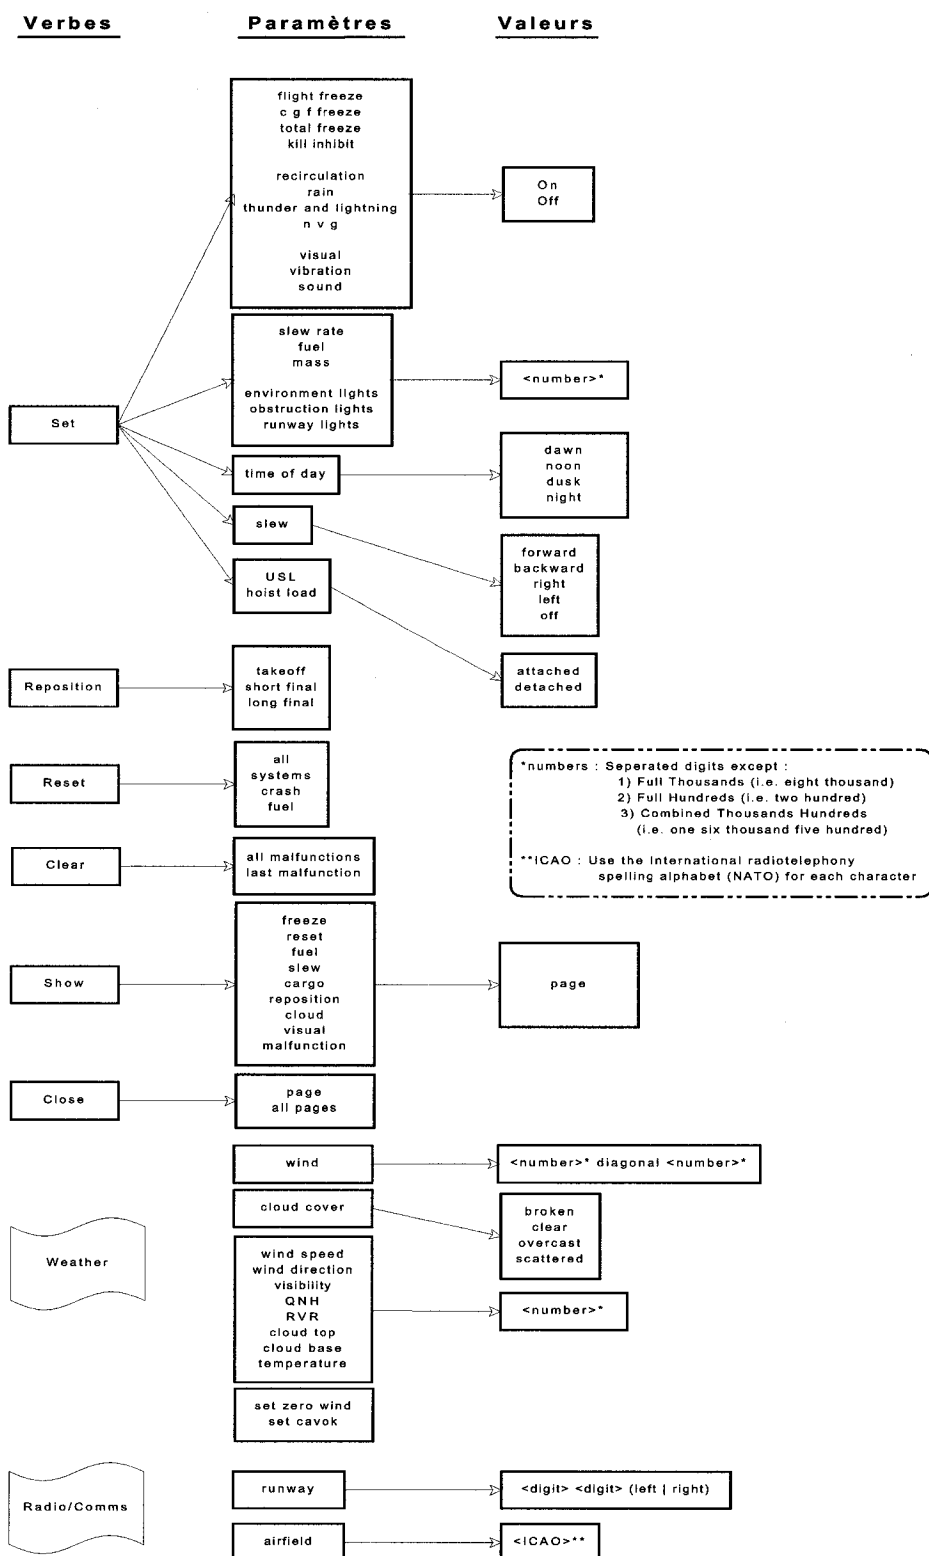 Verbes
Paramètres
Valeurs
flight freeze
c g f freeze
total freeze
kill inhibit
recirculation
rain
thunder and lightning
n v g
visual
vibration
sound
On
Off
slew rate
fuel
mass
environment lights
obstruction lights
runway lights
<number>*
Set
time of day
dawn
noon
dusk
night
slew
forward
backward
right
left
off
USL
hoist load
attached
detached
Reposition
takeoff
short final
long final
Reset
all
systems
crash
fuel
*numbers : Seperated digits except :
1) Full Thousands (i.e. eight thousand)
2) Full Hundreds (i.e. two hundred)
3) Combined Thousands Hundreds
(i.e. one six thousand five hundred)
**ICAO : Use the International radiotelephony
spelling alphabet (NATO) for each character
Clear
all malfunctions
last malfunction
Show
freeze
reset
fuel
slew
cargo
reposition
cloud
visual
malfunction
page
Close
page
all pages
Weather
wind
<number>* diagonal <number>*
cloud cover
broken
clear
overcast
scattered
wind speed
wind direction
visibility
QNH
RVR
cloud top
cloud base
temperature
<number>*
set zero wind
set cavok
Radio/Comms
runway
<digit> <digit> (left | right)
airfield
<ICAO>**